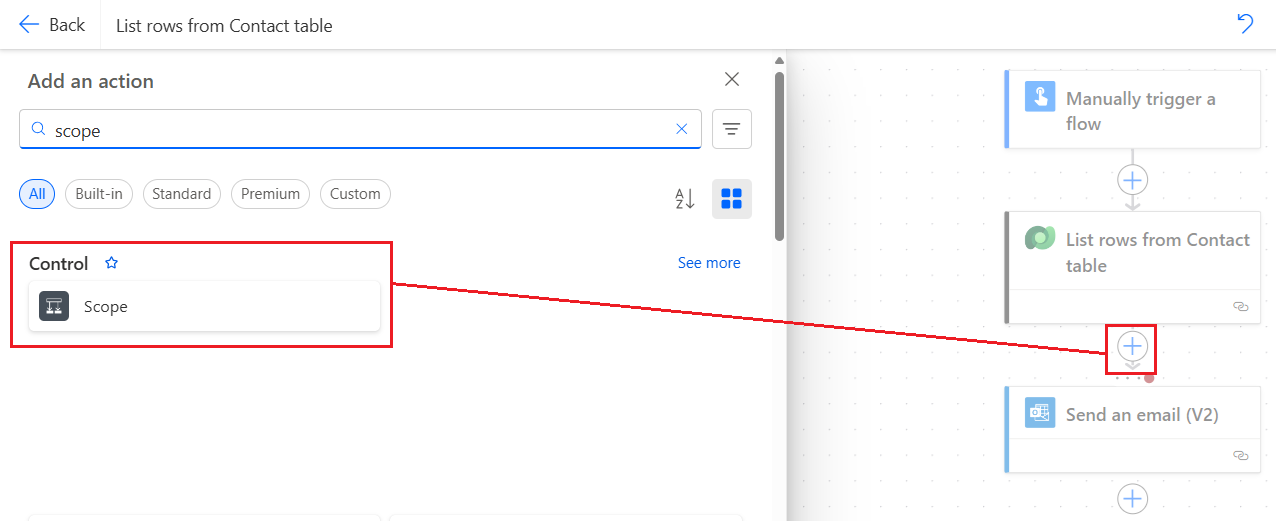 Back
List rows from Contact table
Add an action
scope
All
Built-in
Standard
Premium
Custom
A
Z
Control
See more
Scope
Manually trigger a
flow
List rows from Contact
table
Send an email (V2)